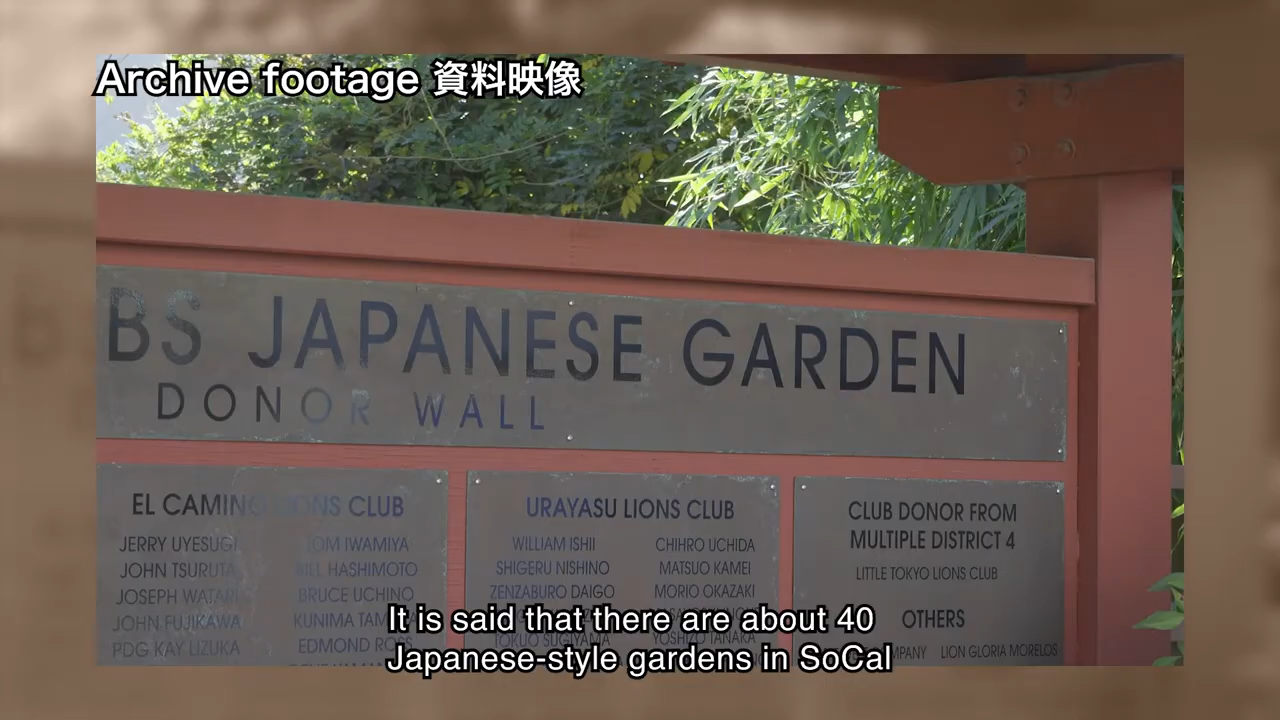 Archive footage 資料映像
BS JAPANESE GARDEN
DONOR WALL
EL CAMINO LIONS CLUB
JERRY UYESUGI
TOM IWAMIYA
JOHN TSURUTA
BILL HASHIMOTO
JOSEPH WATARI
BRUCE UCHINO
JOHN FUJIKAWA
KUNIMA
PDG KAY IIZUKA
EDMOND ROSS
URAYASU LIONS CLUB
WILLIAM ISHII
CHIHRO UCHIDA
SHIGERU NISHINO
MATSUO KAMEI
ZENZABURO DAIGO
MORIO OKAZAKI
TOKUO SUGIYAMA
YOSHIZO TANAKA
CLUB DONOR FROM
MULTIPLE DISTRICT 4
LITTLE TOKYO LIONS CLUB
OTHERS
LION GLORIA MORELOS
It is said that there are about 40
Japanese-style gardens in SoCal